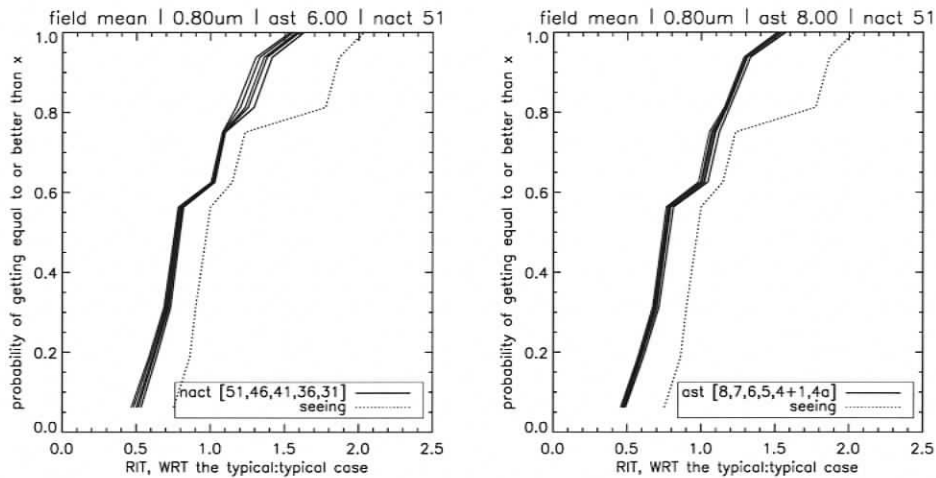 field mean | 0.80um | ast 6.00 | nact 51
probability of getting equal to or better than x
1.0
0.8
0.6
0.4
0.2
0.0
nact [51,46,41,36,31]
seeing
0.0 0.5 1.0 1.5 2.0 2.5
RIT, WRT the typical:typical case
field mean | 0.80um | ast 8.00 | nact 51
probability of getting equal to or better than x
1.0
0.8
0.6
0.4
0.2
0.0
ast [8,7,6,5,4+1,4a]
seeing
0.0 0.5 1.0 1.5 2.0 2.5
RIT, WRT the typical:typical case